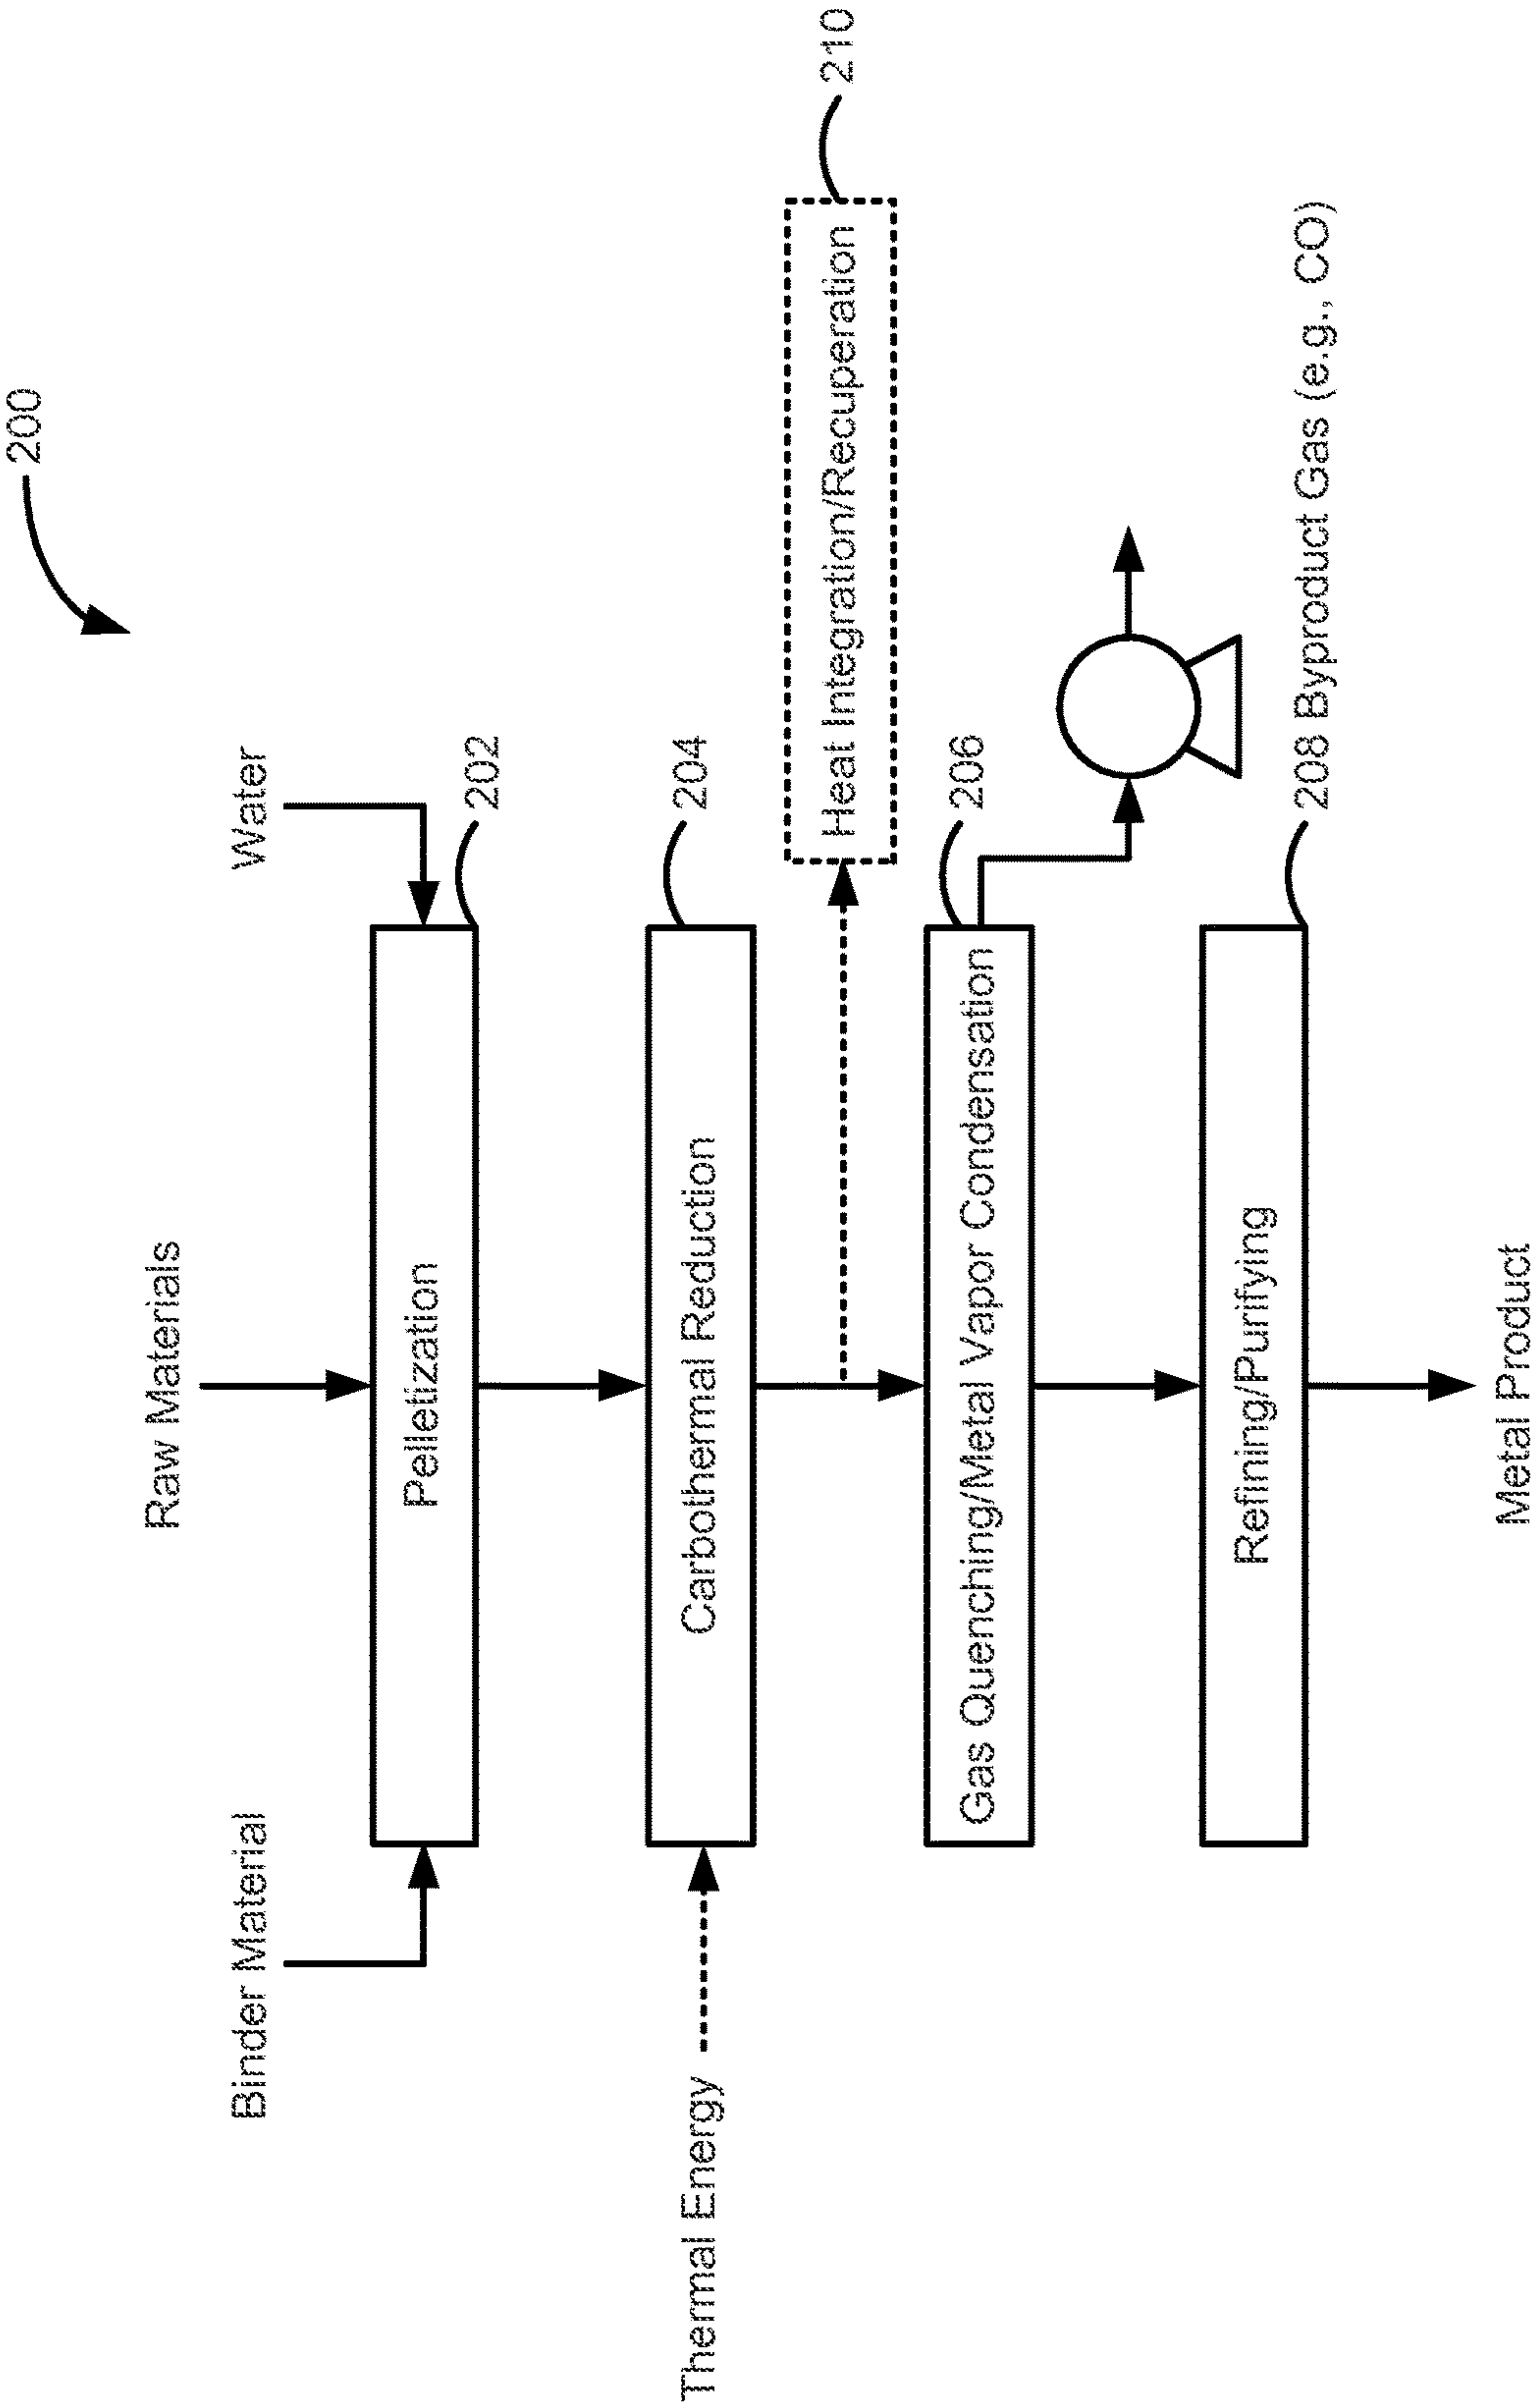 200
Raw Materials
Binder Material
Water
Pelletization
202
Thermal Energy
Carbothermal Reduction
204
Heat Integration/Recuperation
210
Gas Quenching/Metal Vapor Condensation
206
Refining/Purifying
208 Byproduct Gas (e.g., CO)
Metal Product